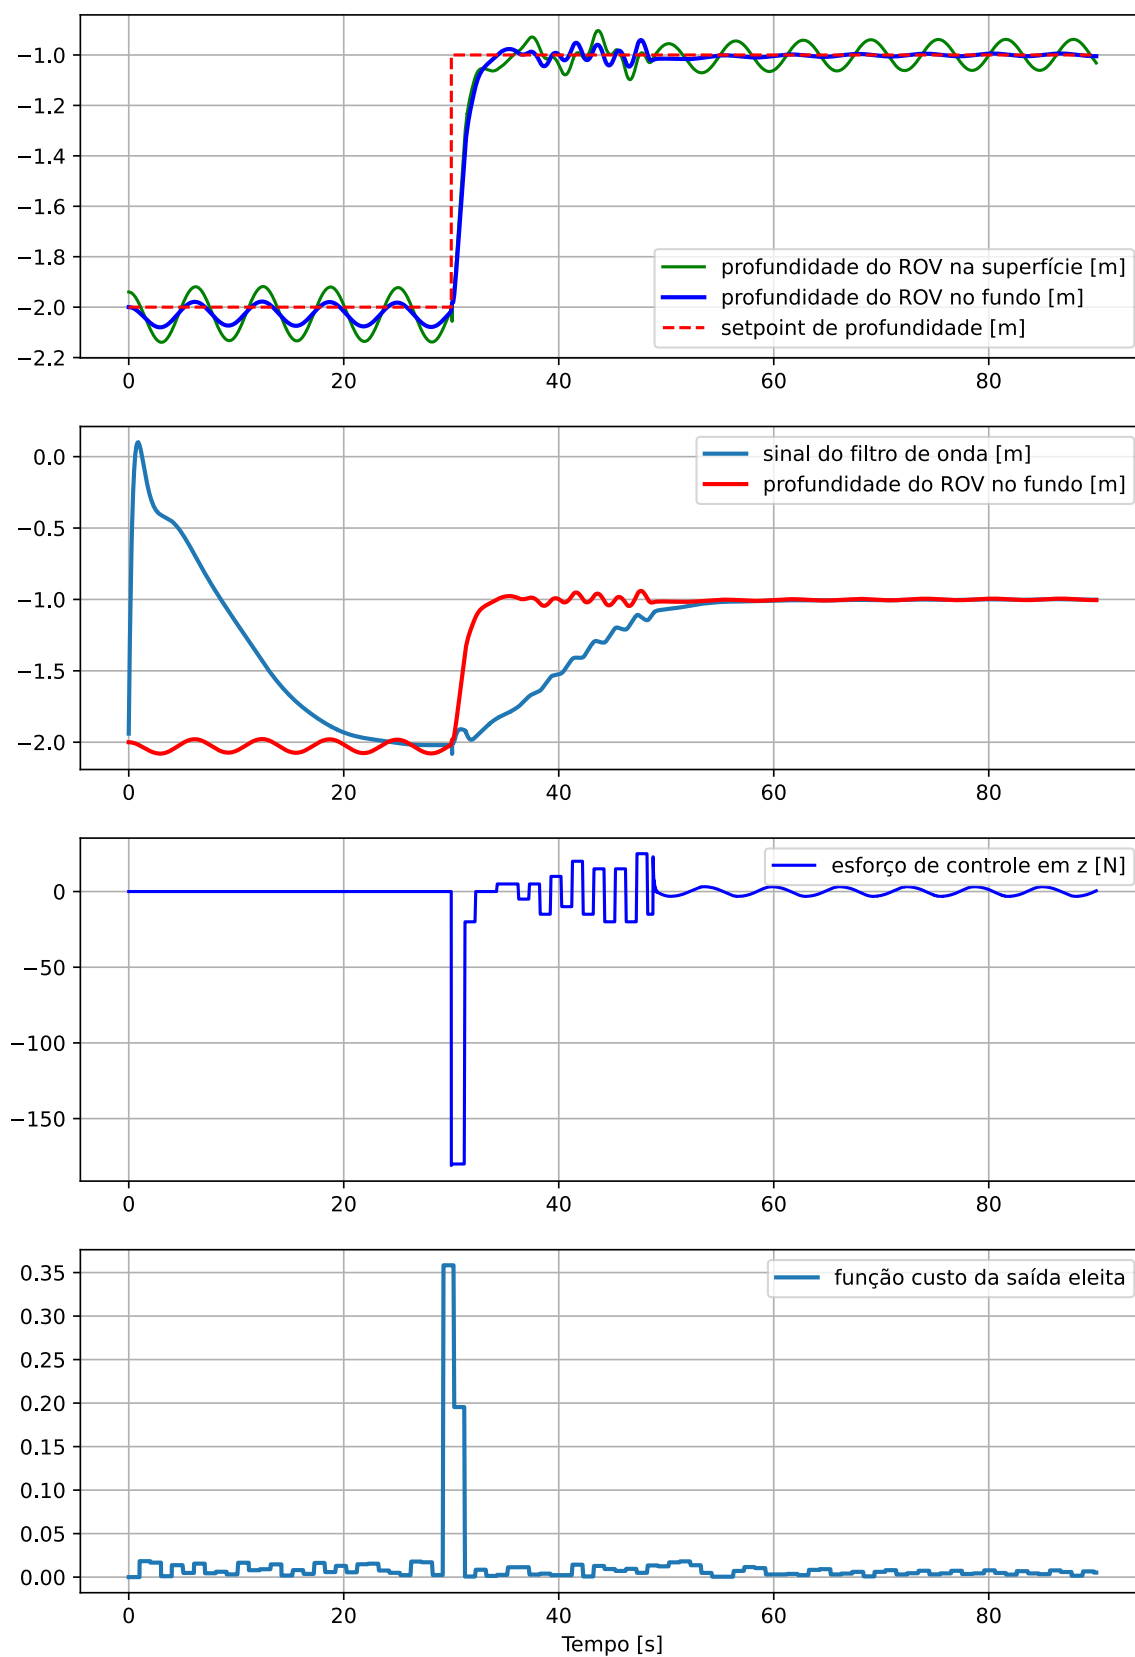 −1.0
−1.2
−1.4
−1.6
−1.8
−2.0
−2.2
profundidade do ROV na superfície [m]
profundidade do ROV no fundo [m]
setpoint de profundidade [m]
0 20 40 60 80
0.0
−0.5
−1.0
−1.5
−2.0
sinal do filtro de onda [m]
profundidade do ROV no fundo [m]
0 20 40 60 80
0
−50
−100
−150
esforço de controle em z [N]
0 20 40 60 80
0.35
0.30
0.25
0.20
0.15
0.10
0.05
0.00
função custo da saída eleita
0 20 40 60 80
Tempo [s]